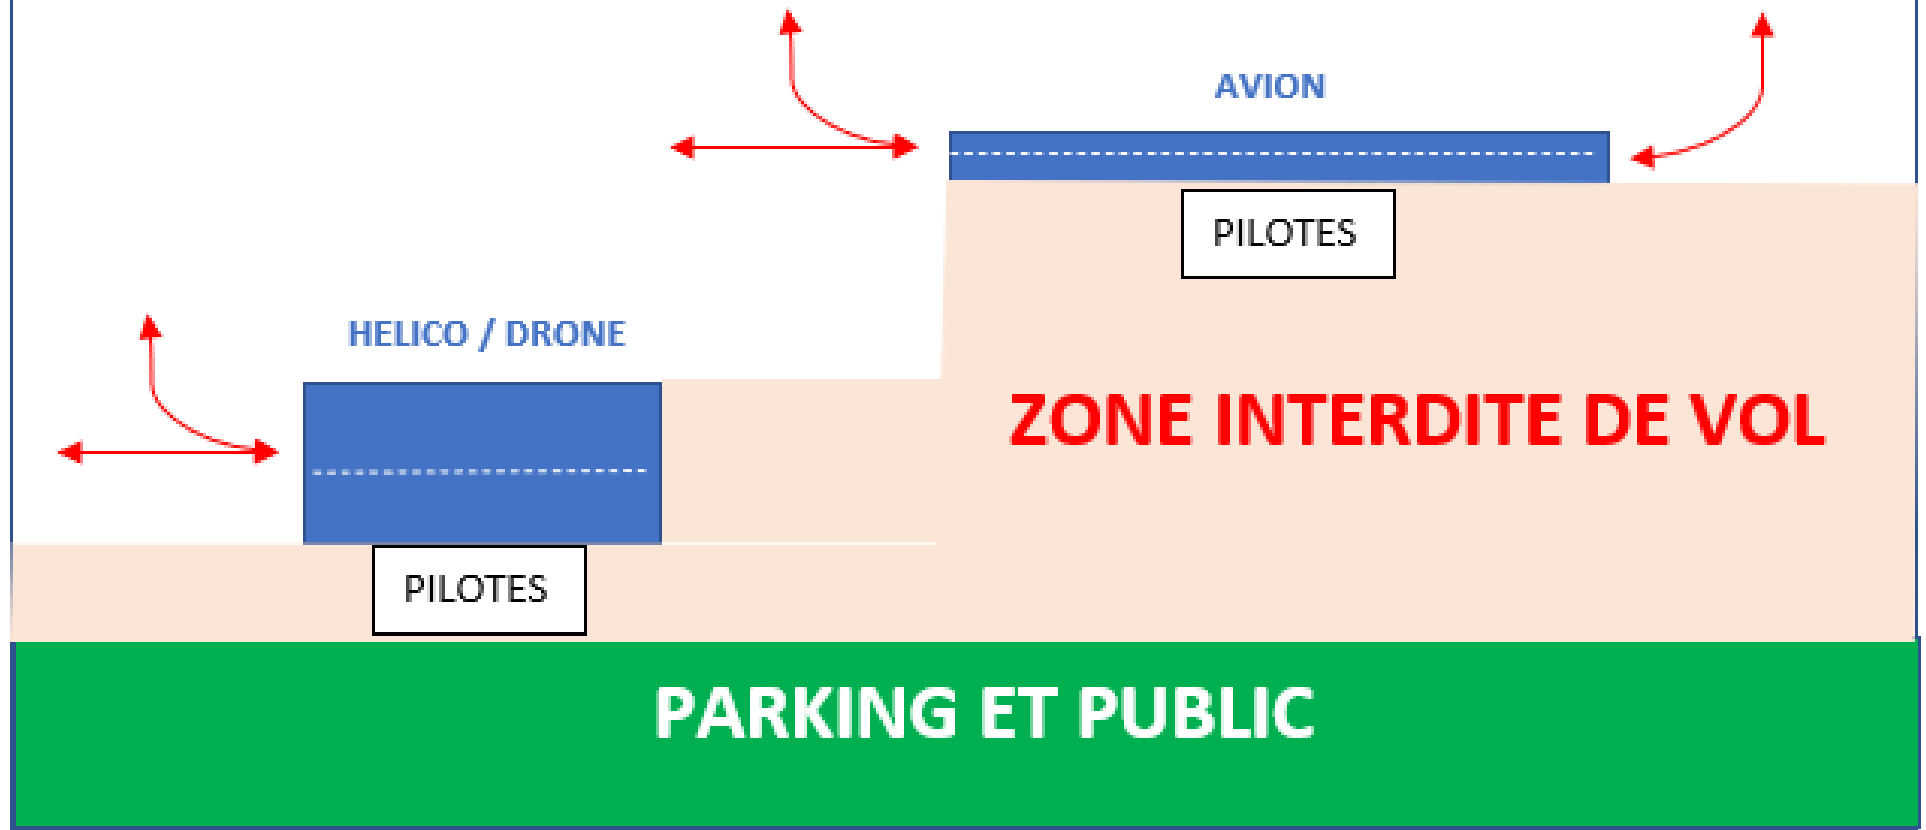 AVION
PILOTES
HELICO / DRONE
ZONE INTERDITE DE VOL
PILOTES
PARKING ET PUBLIC